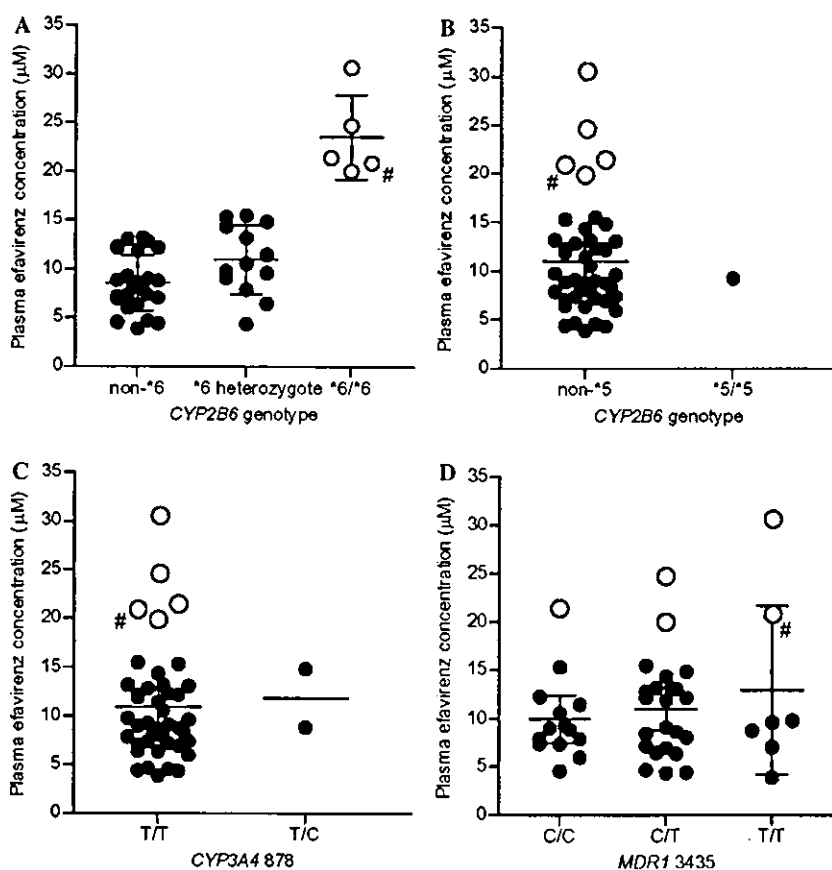 A
Plasma efavirenz concentration (µM)
35
30
25
20
15
10
5
0
#
non-*6
*6 heterozygote
*6/*6
CYP2B6 genotype
B
Plasma efavirenz concentration (µM)
35
30
25
20
15
10
5
0
#
non-*5
*5/*5
CYP2B6 genotype
C
Plasma efavirenz concentration (µM)
35
30
25
20
15
10
5
0
#
T/T
T/C
CYP3A4 878
D
Plasma efavirenz concentration (µM)
35
30
25
20
15
10
5
0
#
C/C
C/T
T/T
MDR1 3435